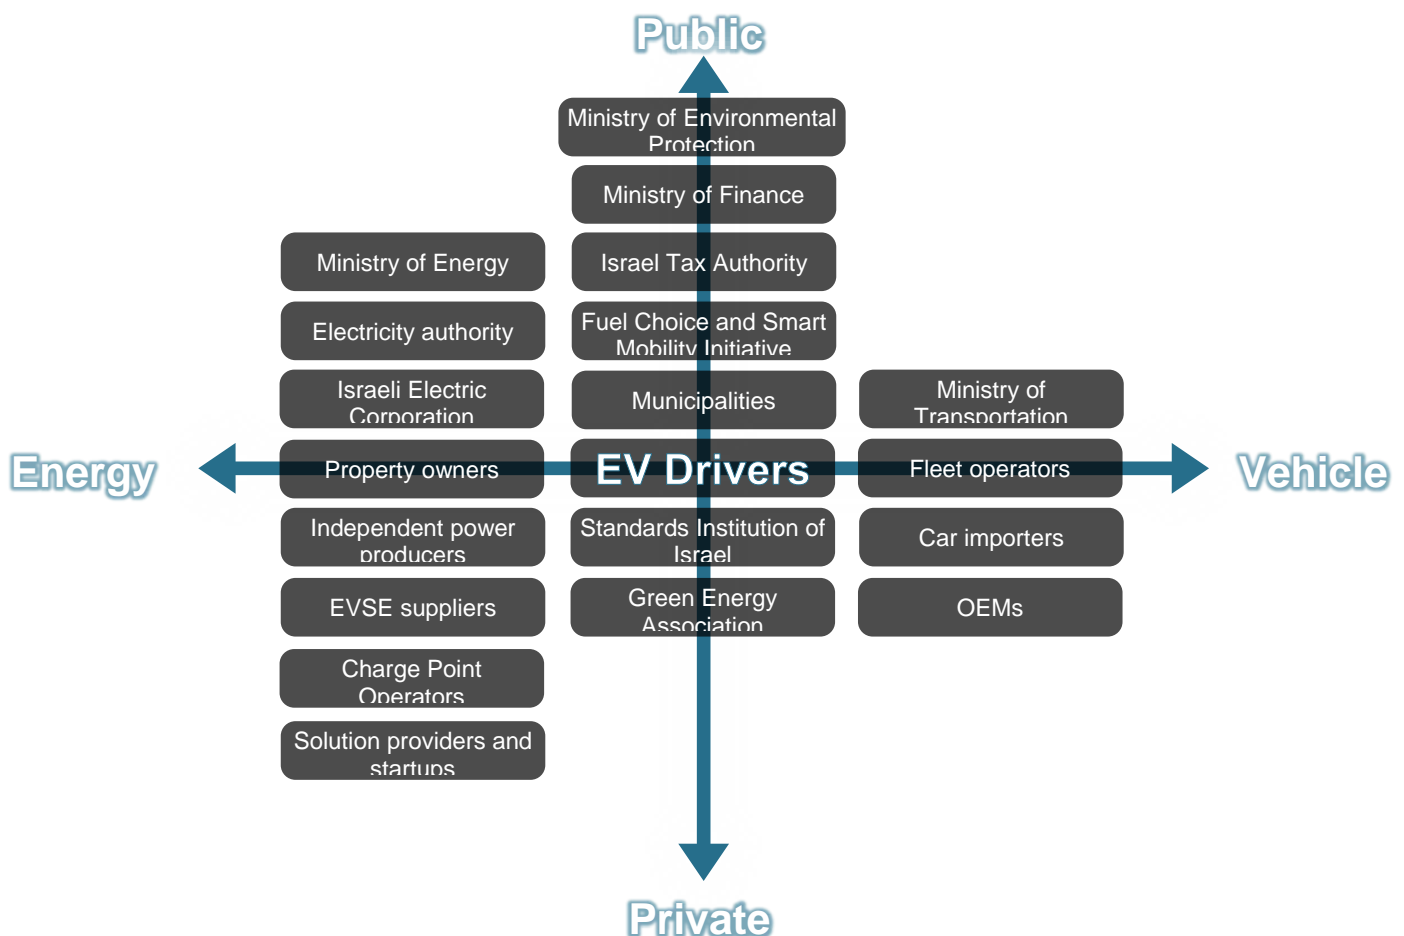 Public
Ministry of Environmental
Protection
Ministry of Finance
Ministry of Energy
Israel Tax Authority
Electricity authority
Fuel Choice and Smart
Mobility Initiative
Israeli Electric
Corporation
Municipalities
Ministry of
Transportation
Energy
Property owners
EV Drivers
Fleet operators
Vehicle
Independent power
producers
Standards Institution of
Israel
Car importers
EVSE suppliers
Green Energy
Association
OEMs
Charge Point
Operators
Solution providers and
startups
Private